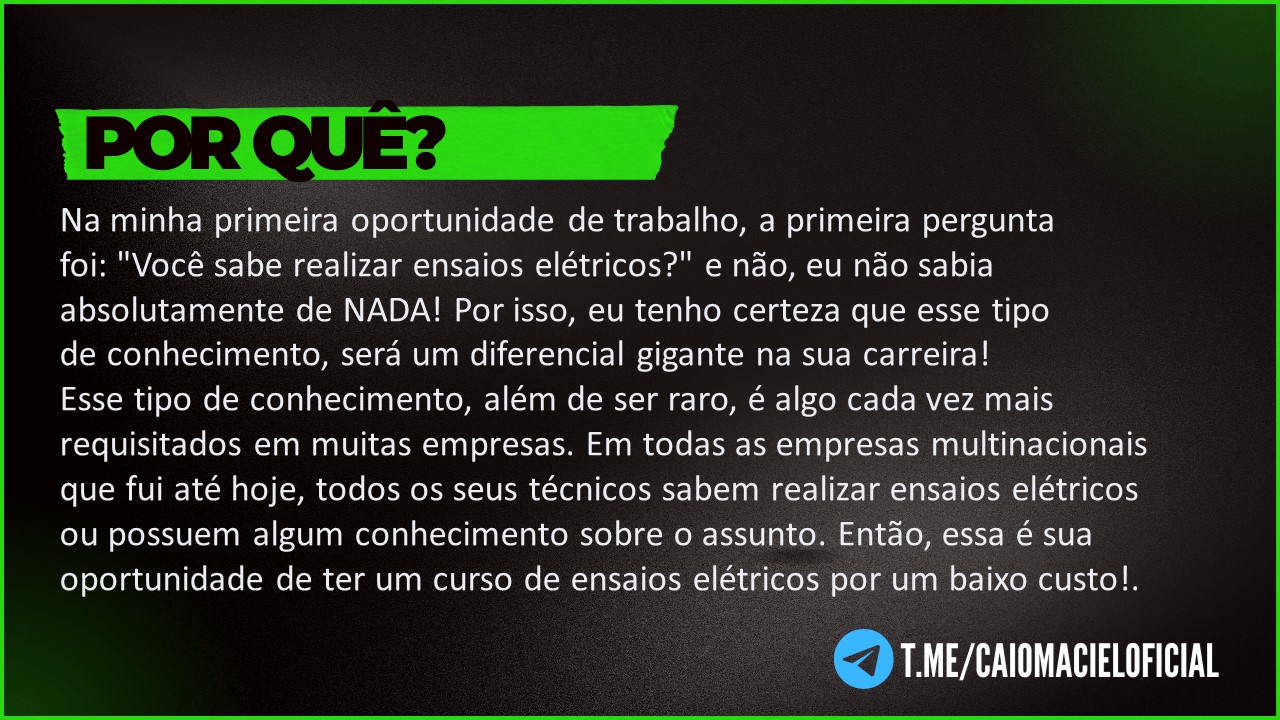 POR QUÊ?
Na minha primeira oportunidade de trabalho, a primeira pergunta
foi: "Você sabe realizar ensaios elétricos?" e não, eu não sabia
absolutamente de NADA! Por isso, eu tenho certeza que esse tipo
de conhecimento, será um diferencial gigante na sua carreira!
Esse tipo de conhecimento, além de ser raro, é algo cada vez mais
requisitados em muitas empresas. Em todas as empresas multinacionais
que fui até hoje, todos os seus técnicos sabem realizar ensaios elétricos
ou possuem algum conhecimento sobre o assunto. Então, essa é sua
oportunidade de ter um curso de ensaios elétricos por um baixo custo!.
T.ME/CAIOMACIELOFICIAL